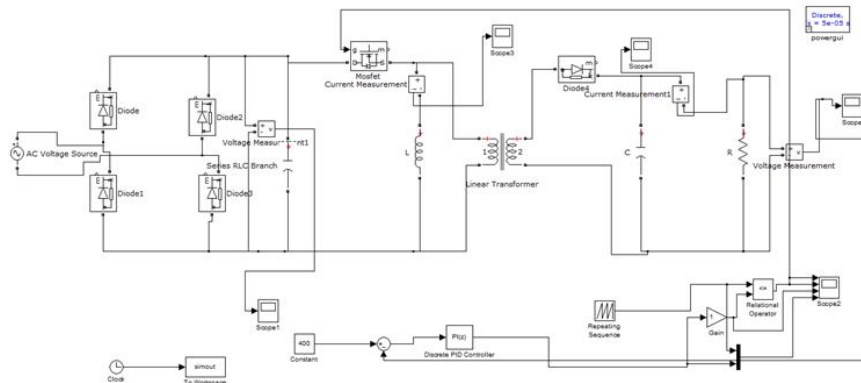 Discrete,
s = 5e-05 s
powergui
g
m
D
S
Mosfet
Current Measurement
Scope3
Diode4
Scope4
Current Measurement1
Diode
Diode2
Voltage Measurement1
AC Voltage Source
Series RLC Branch
Diode1
Diode3
L
1
2
Linear Transformer
C
R
Voltage Measurement
Scope
Scope1
Repeating
Sequence
1
Gain
<=
Relational
Operator
Scope2
400
Constant
PI(z)
Discrete PID Controller
Clock
simout
To Workspace